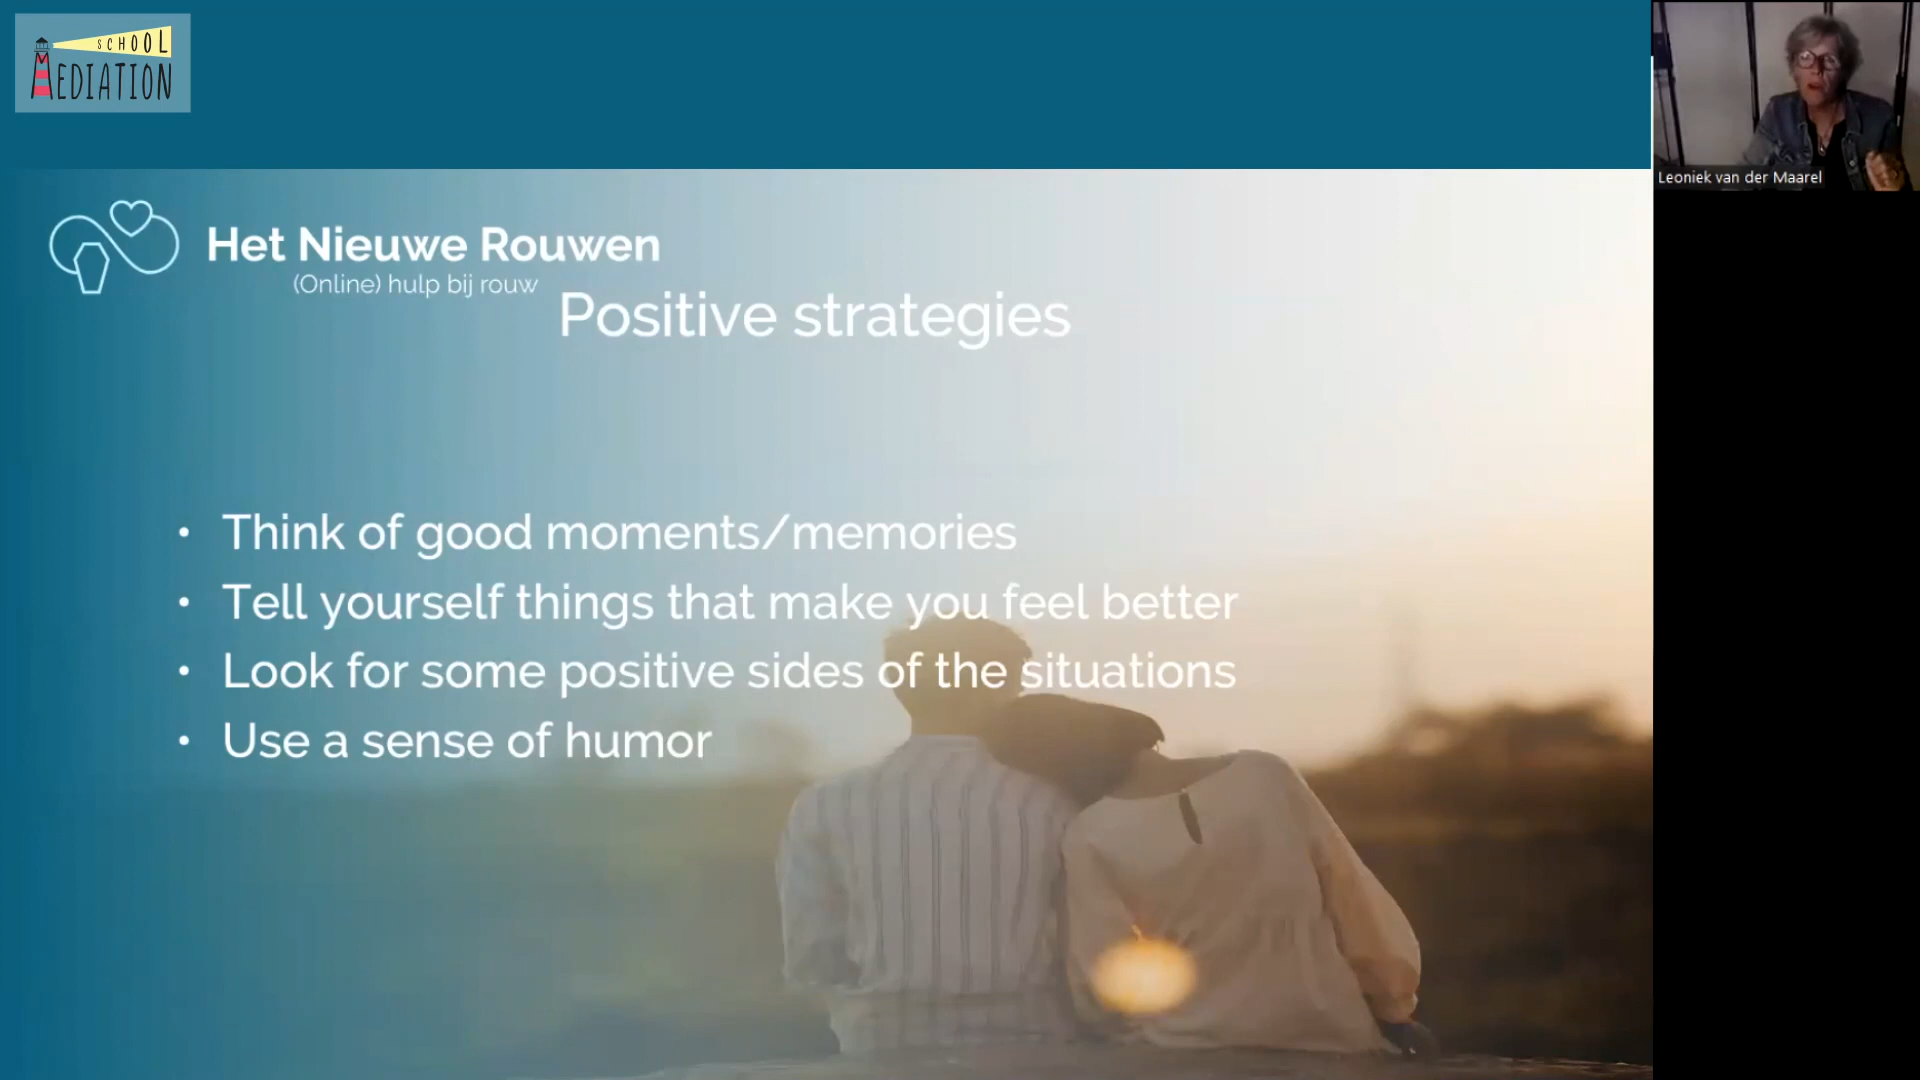 SCHOOL
MEDIATION
Leoniek van der Maarel
Het Nieuwe Rouwen
(Online) hulp bij rouw
Positive strategies
• Think of good moments/memories
• Tell yourself things that make you feel better
• Look for some positive sides of the situations
• Use a sense of humor